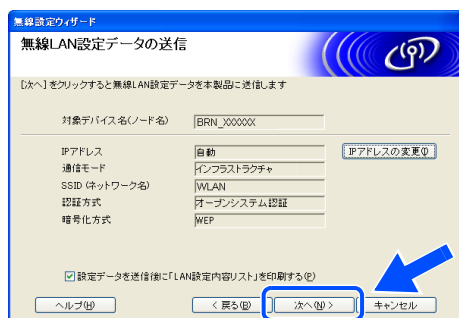 無線設定ウィザード
無線LAN設定データの送信
[次へ] をクリックすると無線LAN設定データを本製品に送信します
対象デバイス名(ノード名) BRN_XXXXXX
IPアドレス 自動 IPアドレスの変更(I)
通信モード インフラストラクチャ
SSID (ネットワーク名) WLAN
認証方式 オープンシステム認証
暗号化方式 WEP
設定データを送信後に「LAN設定内容リスト」を印刷する(P)
ヘルプ(H) < 戻る(B) 次へ(N) > キャンセル